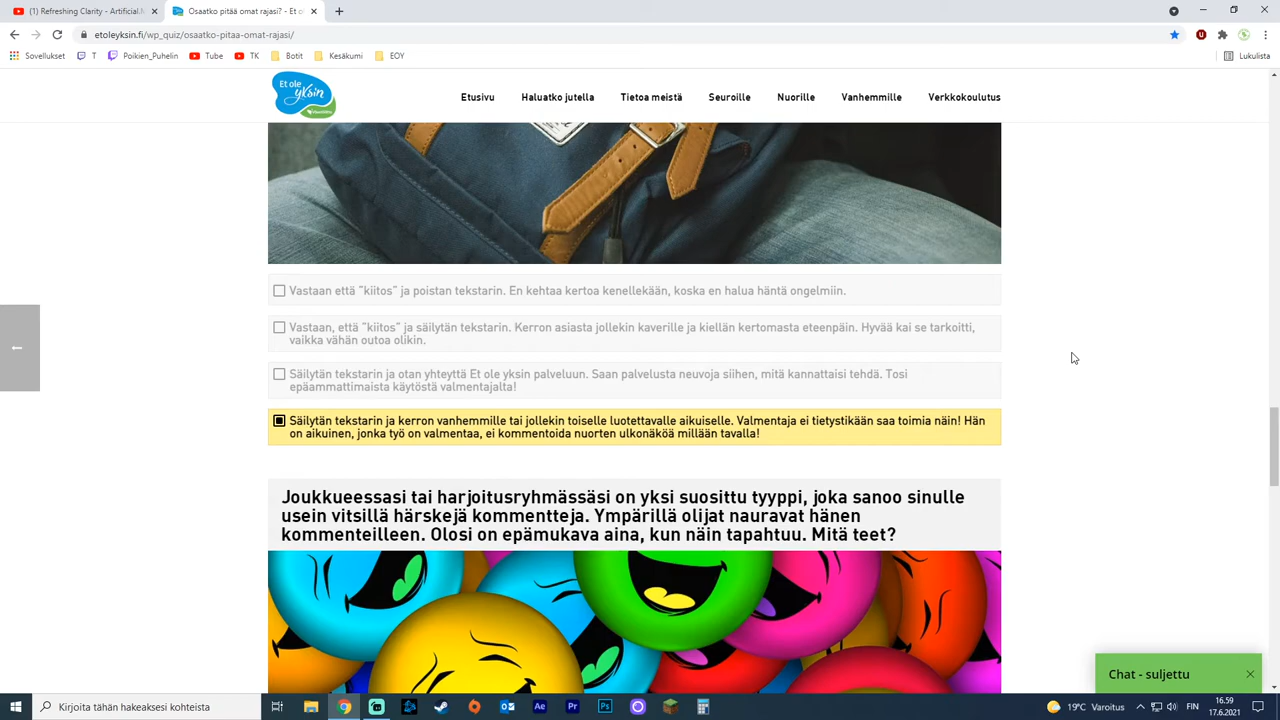 (1) Refreshing Clarity - Artificial.M
Osaatko pitää omat rajasi? - Et o
etoleyksin.fi/wp_quiz/osaatko-pitaa-omat-rajasi/
Sovellukset
T
Poikien_Puhelin
Tube
TK
Botit
Kesäkumi
EOY
Lukulista
Et ole yksin
Etusivu
Haluatko jutella
Tietoa meistä
Seuroille
Nuorille
Vanhemmille
Verkkokoulutus
Vastaan että "kiitos" ja poistan tekstarin. En kehtaa kertoa kenellekään, koska en halua häntä ongelmiin.
Vastaan, että "kiitos" ja säilytän tekstarin. Kerron asiasta jollekin kaverille ja kiellän kertomasta eteenpäin. Hyvää kai se tarkoitti,
vaikka vähän outoa olikin.
Säilytän tekstarin ja otan yhteyttä Et ole yksin palveluun. Saan palvelusta neuvoja siihen, mitä kannattaisi tehdä. Tosi
epäammattimaista käytöstä valmentajalta!
Säilytän tekstarin ja kerron vanhemmille tai jollekin toiselle luotettavalle aikuiselle. Valmentaja ei tietystikään saa toimia näin! Hän
on aikuinen, jonka työ on valmentaa, ei kommentoida nuorten ulkonäköä millään tavalla!
Joukkueessasi tai harjoitusryhmässäsi on yksi suosittu tyyppi, joka sanoo sinulle
usein vitsillä härskejä kommentteja. Ympärillä olijat nauravat hänen
kommenteilleen. Olosi on epämukava aina, kun näin tapahtuu. Mitä teet?
Chat - suljettu
Kirjoita tähän hakeaksesi kohteista
19°C Varoitus
FIN
16.59
17.6.2021